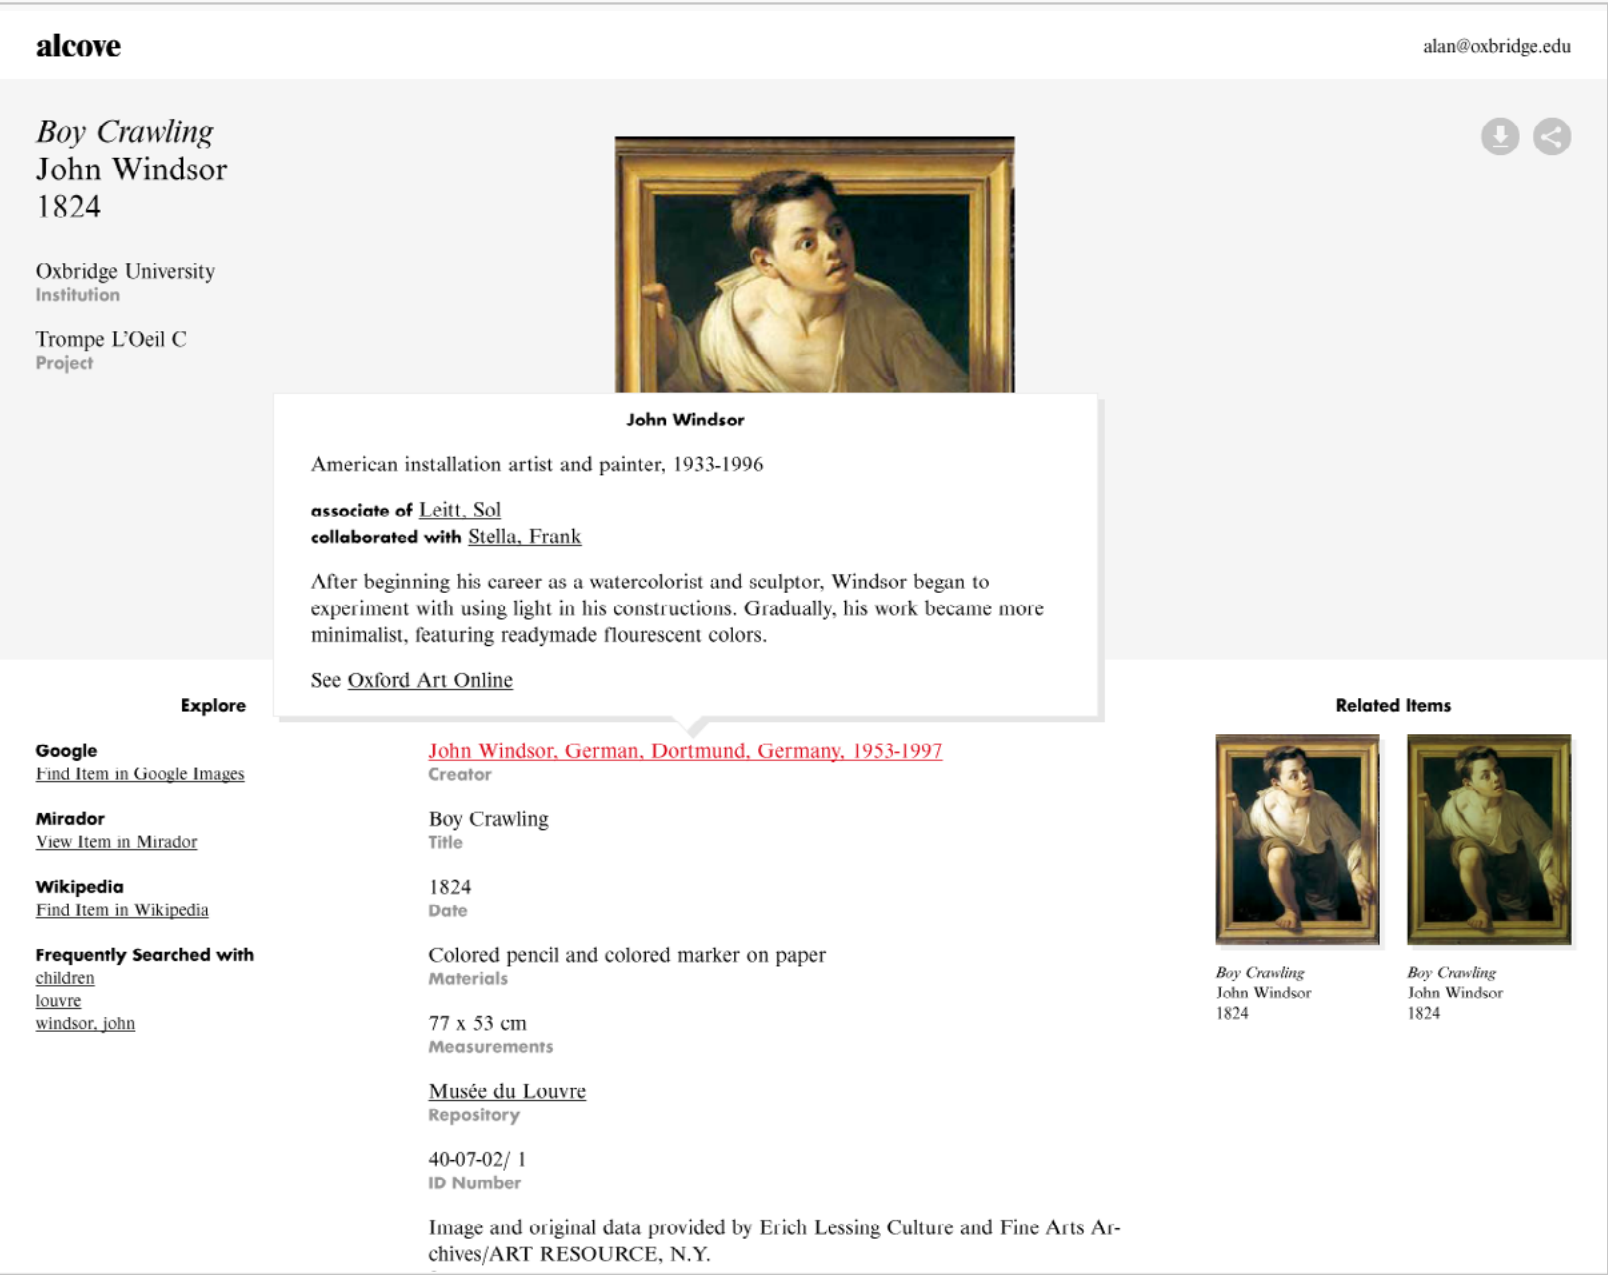 alcove
alan@oxbridge.edu
Boy Crawling
John Windsor
1824
Oxbridge University
Institution
Trompe L'Oeil C
Project
John Windsor
American installation artist and painter, 1933-1996
associate of Leitt, Sol
collaborated with Stella, Frank
After beginning his career as a watercolorist and sculptor, Windsor began to
experiment with using light in his constructions. Gradually, his work became more
minimalist, featuring readymade flourescent colors.
See Oxford Art Online
Explore
Google
Find Item in Google Images
Mirador
View Item in Mirador
Wikipedia
Find Item in Wikipedia
Frequently Searched with
children
louvre
windsor, john
John Windsor, German, Dortmund, Germany, 1953-1997
Creator
Boy Crawling
Title
1824
Date
Colored pencil and colored marker on paper
Materials
77 x 53 cm
Measurements
Musée du Louvre
Repository
40-07-02/ 1
ID Number
Image and original data provided by Erich Lessing Culture and Fine Arts Ar-
chives/ART RESOURCE, N.Y.
Related Items
Boy Crawling
John Windsor
1824
Boy Crawling
John Windsor
1824